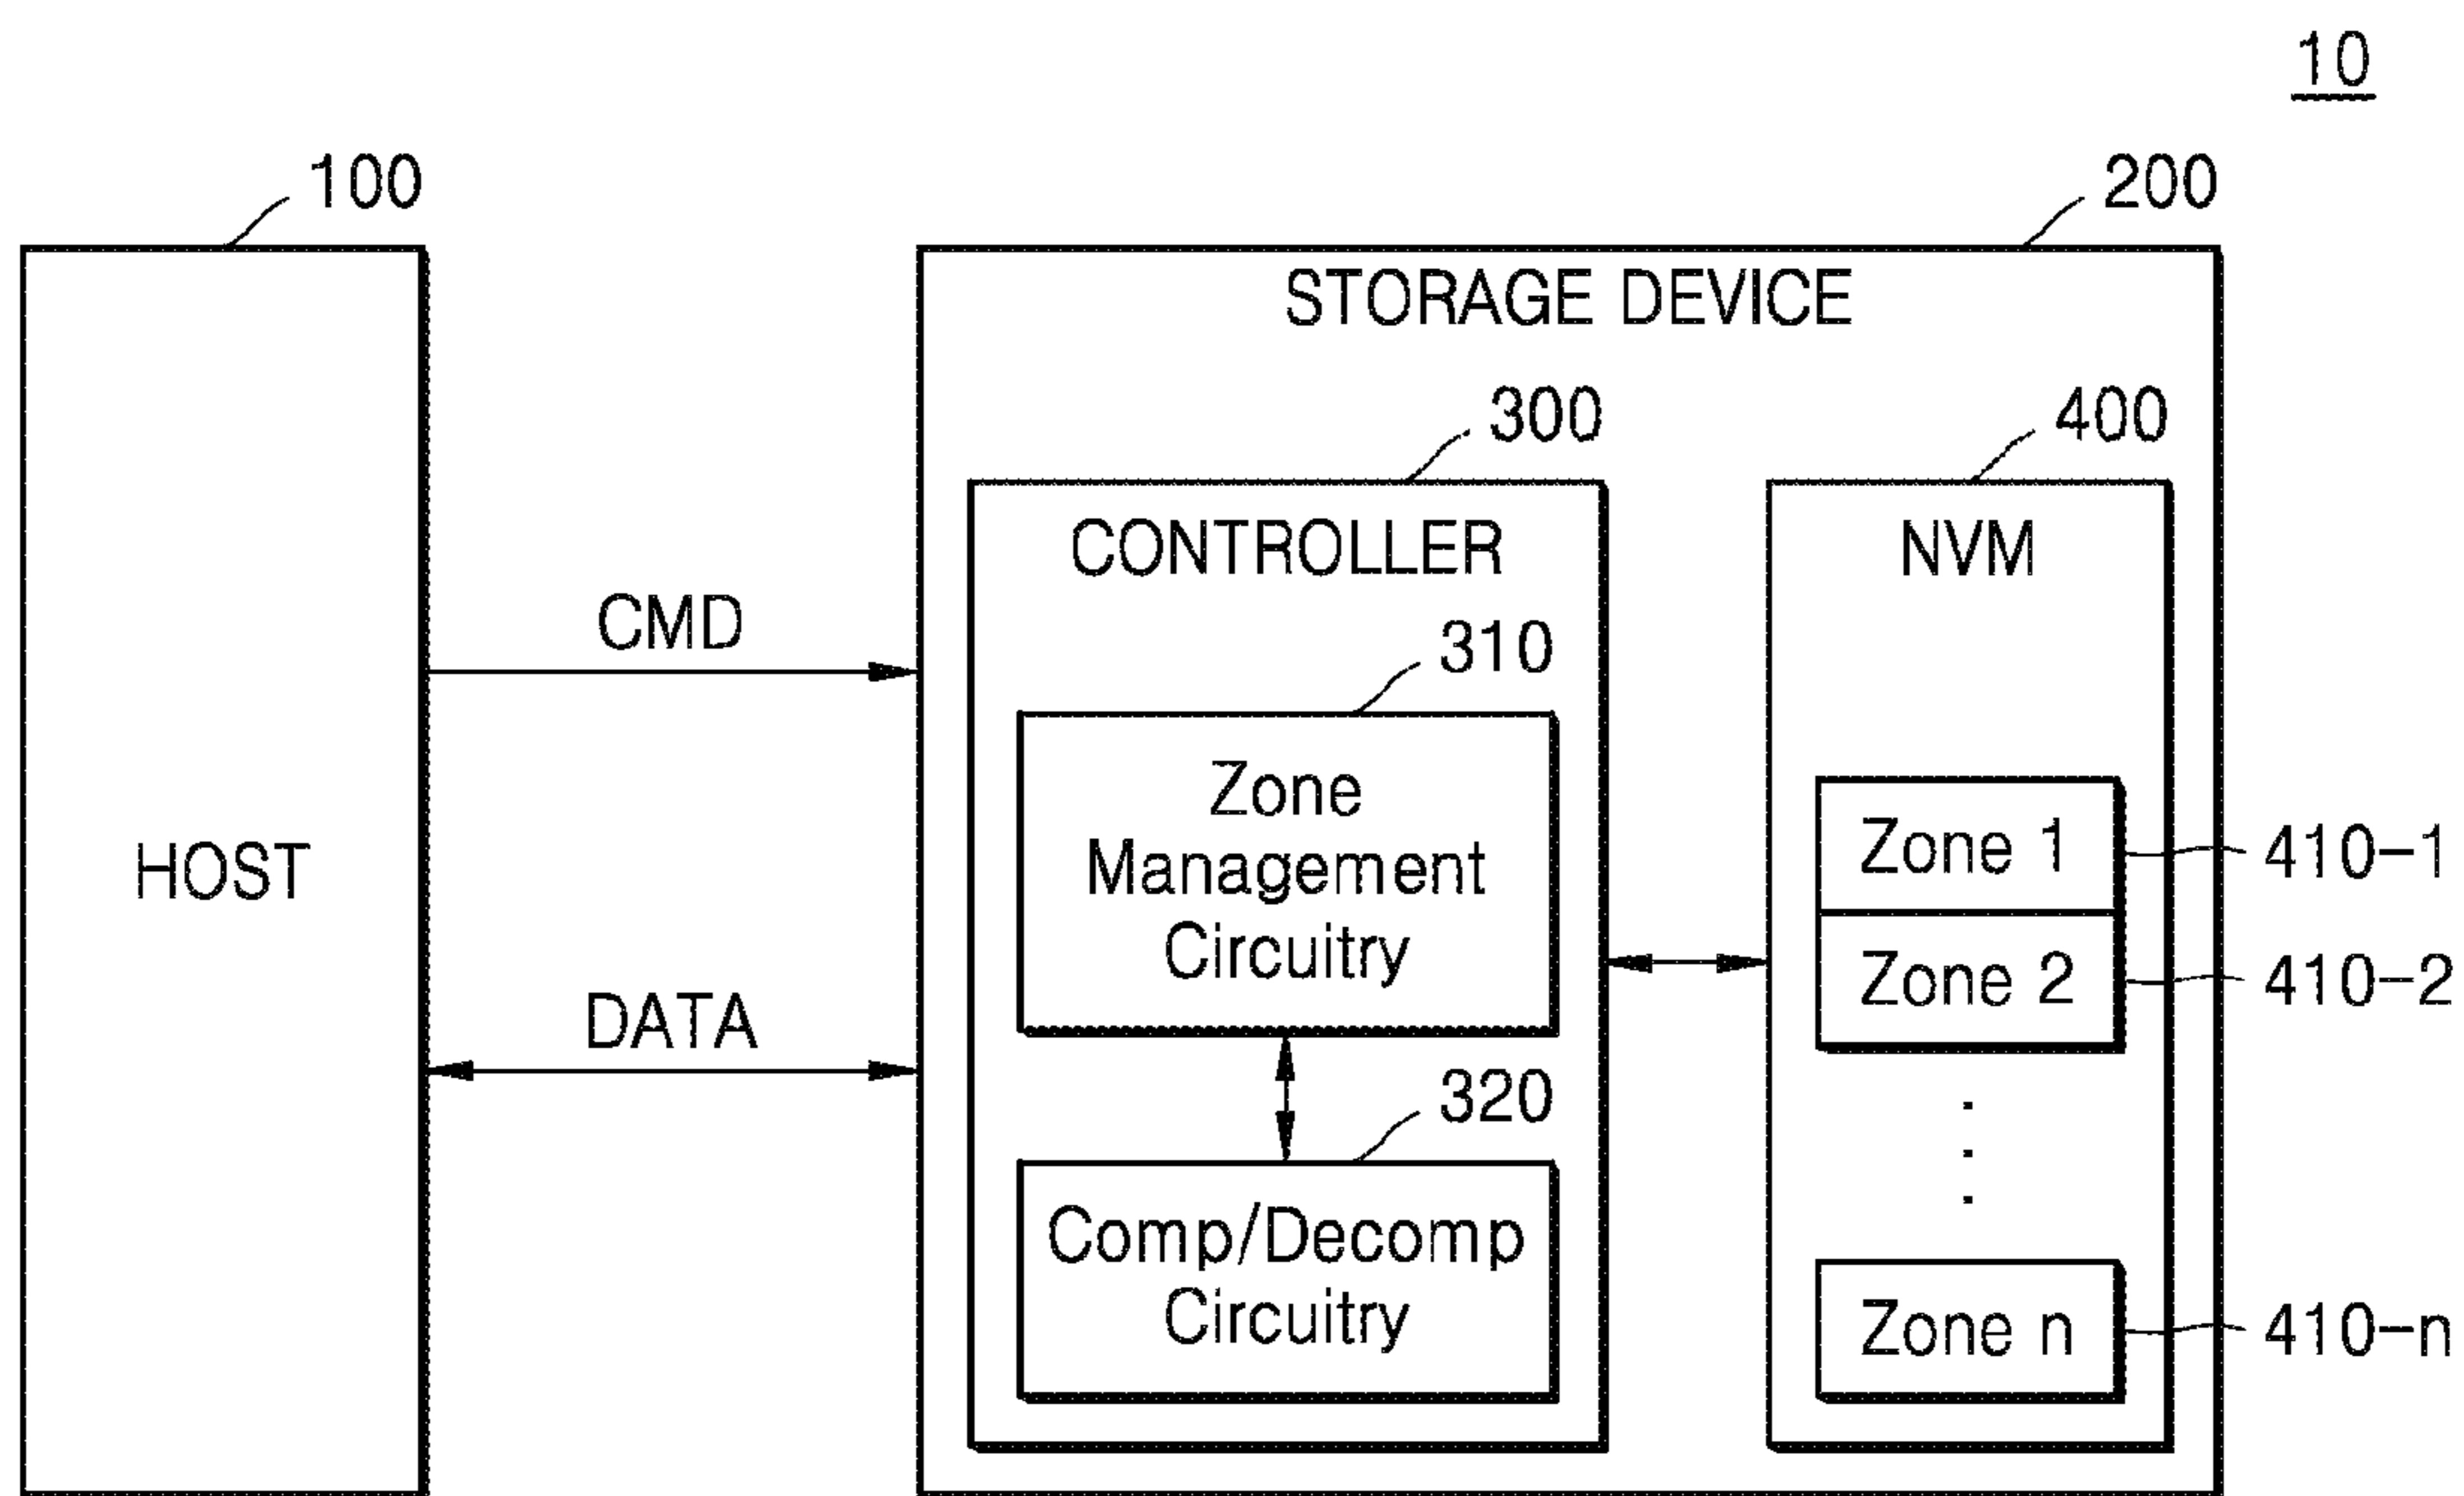 10
100
200
STORAGE DEVICE
300
400
CONTROLLER
NVM
CMD
310
Zone
Management
Circuitry
Zone 1
410-1
HOST
Zone 2
410-2
DATA
320
Comp/Decomp
Circuitry
Zone n
410-n